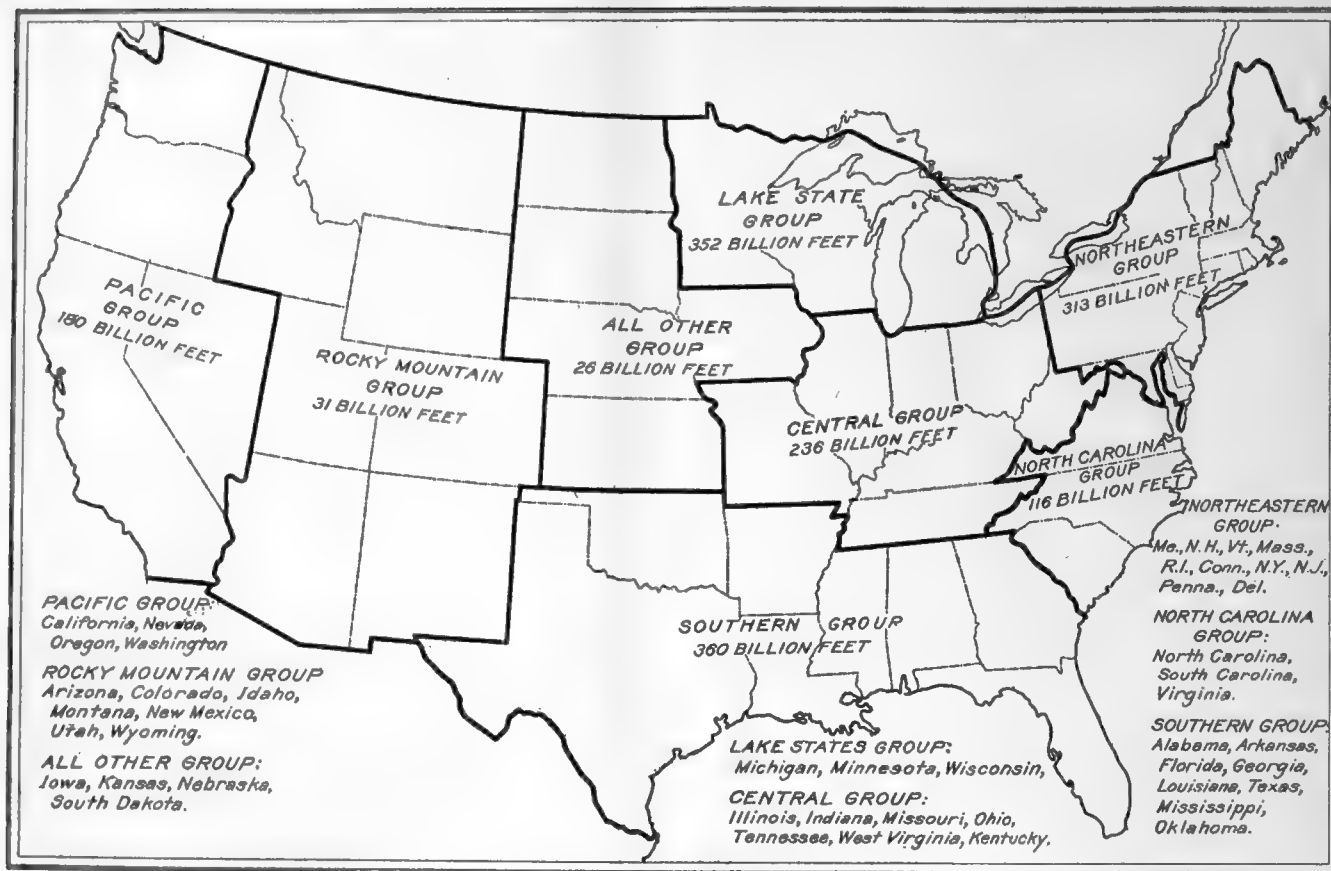 LAKE STATE
GROUP
352 BILLION FEET
NORTHEASTERN
GROUP
313 BILLION FEET
PACIFIC
GROUP
180 BILLION FEET
ALL OTHER
GROUP
26 BILLION FEET
ROCKY MOUNTAIN
GROUP
31 BILLION FEET
CENTRAL GROUP
236 BILLION FEET
NORTH CAROLINA
GROUP
116 BILLION FEET
SOUTHERN GROUP
360 BILLION FEET
PACIFIC GROUP:
California, Nevada,
Oregon, Washington
ROCKY MOUNTAIN GROUP
Arizona, Colorado, Idaho,
Montana, New Mexico,
Utah, Wyoming.
ALL OTHER GROUP:
Iowa, Kansas, Nebraska,
South Dakota.
LAKE STATES GROUP:
Michigan, Minnesota, Wisconsin,
CENTRAL GROUP:
Illinois, Indiana, Missouri, Ohio,
Tennessee, West Virginia, Kentucky.
NORTHEASTERN
GROUP.
Me., N.H., Vt., Mass.,
R.I., Conn., N.Y., N.J.,
Penna., Del.
NORTH CAROLINA
GROUP:
North Carolina,
South Carolina,
Virginia.
SOUTHERN GROUP:
Alabama, Arkansas,
Florida, Georgia,
Louisiana, Texas,
Mississippi,
Oklahoma.